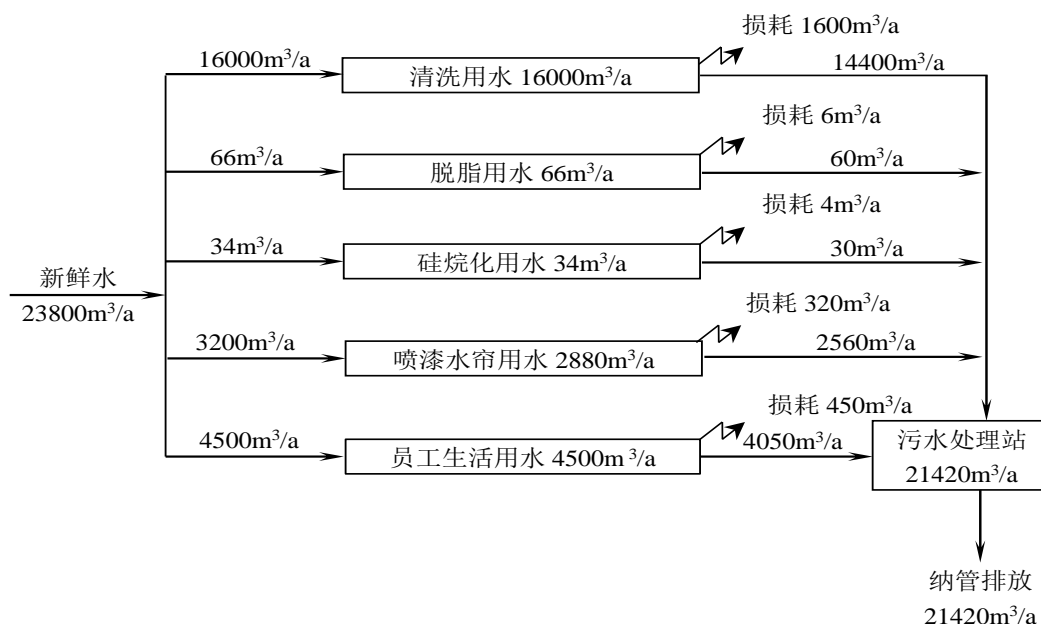 损耗 1600m³/a
16000m³/a
清洗用水 16000m³/a
14400m³/a
损耗 6m³/a
66m³/a
脱脂用水 66m³/a
60m³/a
损耗 4m³/a
34m³/a
硅烷化用水 34m³/a
30m³/a
新鲜水
23800m³/a
损耗 320m³/a
3200m³/a
喷漆水帘用水 2880m³/a
2560m³/a
损耗 450m³/a
4500m³/a
员工生活用水 4500m³/a
4050m³/a
污水处理站
21420m³/a
纳管排放
21420m³/a